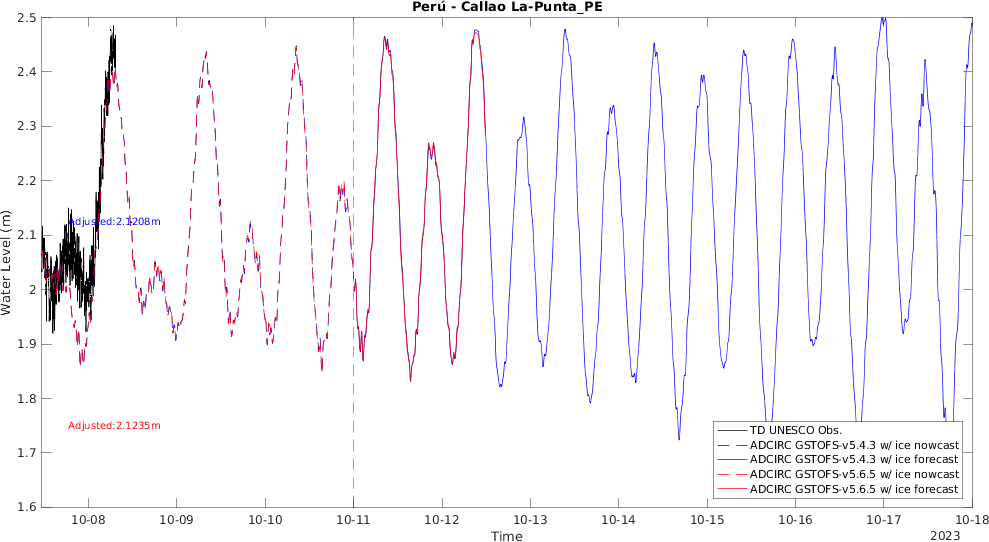 Perú - Callao La-Punta_PE
Water Level (m)
2.5
2.4
2.3
2.2
2.1
2
1.9
1.8
1.7
1.6
Adjusted:2.1208m
Adjusted:2.1235m
TD UNESCO Obs.
ADCIRC GSTOFS-v5.4.3 w/ ice nowcast
ADCIRC GSTOFS-v5.4.3 w/ ice forecast
ADCIRC GSTOFS-v5.6.5 w/ ice nowcast
ADCIRC GSTOFS-v5.6.5 w/ ice forecast
10-08 10-09 10-10 10-11 10-12 10-13 10-14 10-15 10-16 10-17 10-18
Time
2023